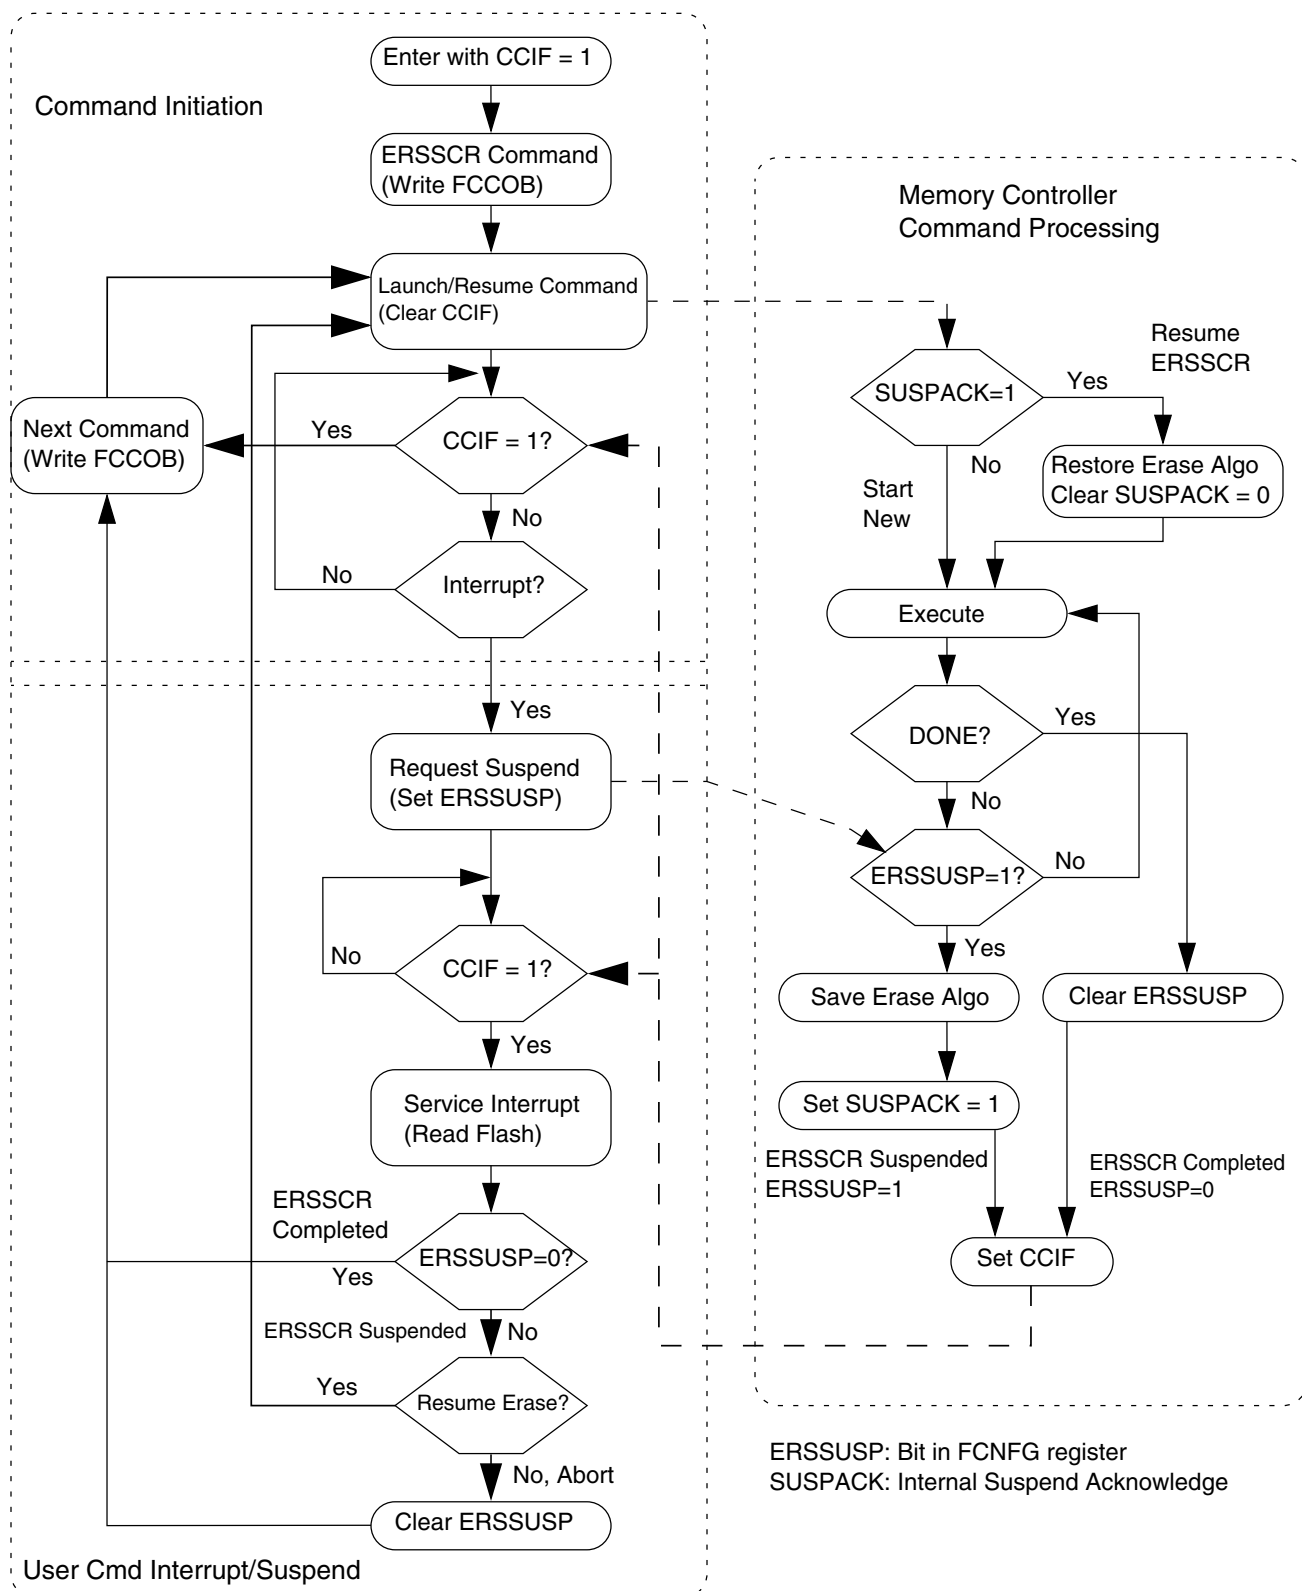 Enter with CCIF = 1
Command Initiation
ERSSCR Command
(Write FCCOB)
Launch/Resume Command
(Clear CCIF)
Next Command
(Write FCCOB)
Yes
CCIF = 1?
No
No
Interrupt?
Yes
Request Suspend
(Set ERSSUSP)
No
CCIF = 1?
Yes
Service Interrupt
(Read Flash)
ERSSCR
Completed
ERSSUSP=0?
Yes
ERSSCR Suspended
No
Yes
Resume Erase?
No, Abort
Clear ERSSUSP
User Cmd Interrupt/Suspend
Memory Controller
Command Processing
Resume
ERSSCR
SUSPACK=1
Yes
No
Restore Erase Algo
Clear SUSPACK = 0
Start
New
Execute
DONE?
Yes
No
ERSSUSP=1?
No
Yes
Save Erase Algo
Clear ERSSUSP
Set SUSPACK = 1
ERSSCR Suspended
ERSSUSP=1
ERSSCR Completed
ERSSUSP=0
Set CCIF
ERSSUSP: Bit in FCNFG register
SUSPACK: Internal Suspend Acknowledge